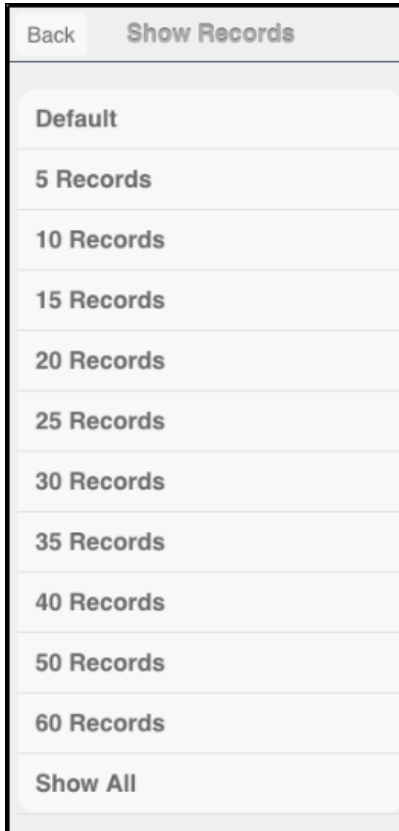 Back Show Records
Default
5 Records
10 Records
15 Records
20 Records
25 Records
30 Records
35 Records
40 Records
50 Records
60 Records
Show All